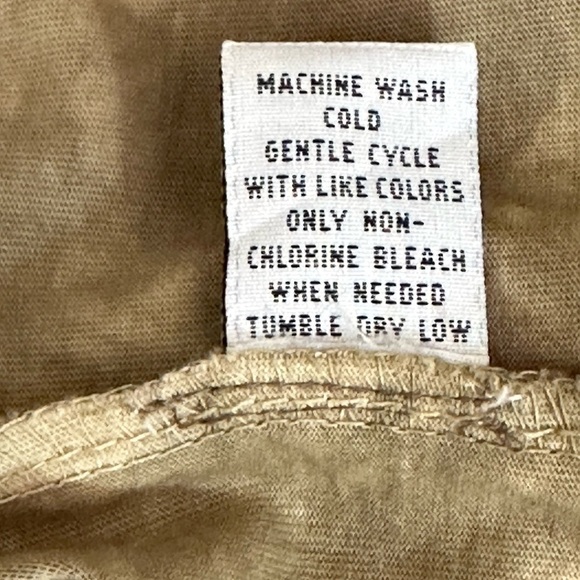 MACHINE WASH
COLD
GENTLE CYCLE
WITH LIKE COLORS
ONLY NON-
CHLORINE BLEACH
WHEN NEEDED
TUMBLE DRY LOW